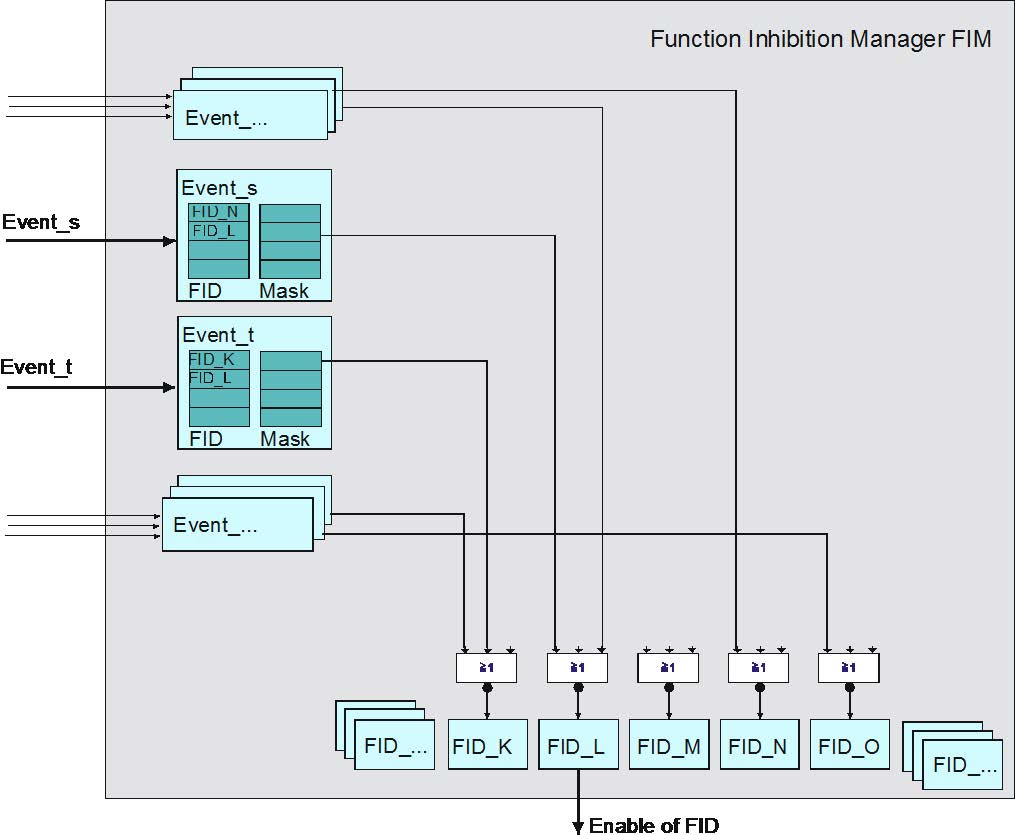 Function Inhibition Manager FIM
Event_...
Event_s
Event_s
FID_N
FID_L
FID Mask
Event_t
Event_t
FID_K
FID_L
FID Mask
Event_...
≥1 ≥1 ≥1 ≥1 ≥1
FID_... FID_K FID_L FID_M FID_N FID_O FID_...
Enable of FID